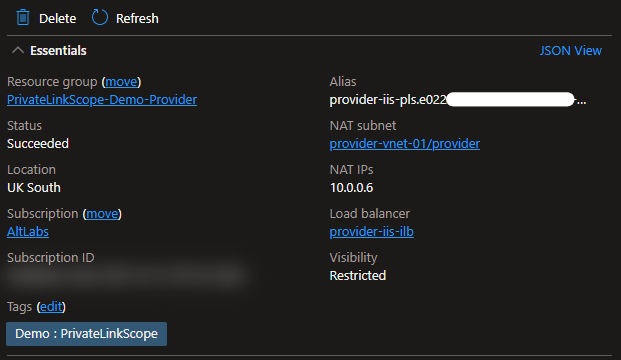 Delete Refresh
Essentials JSON View
Resource group (move)
PrivateLinkScope-Demo-Provider
Status
Succeeded
Location
UK South
Subscription (move)
AltLabs
Subscription ID
Tags (edit)
Demo : PrivateLinkScope
Alias
provider-iis-pls.e022 -...
NAT subnet
provider-vnet-01/provider
NAT IPs
10.0.0.6
Load balancer
provider-iis-ilb
Visibility
Restricted